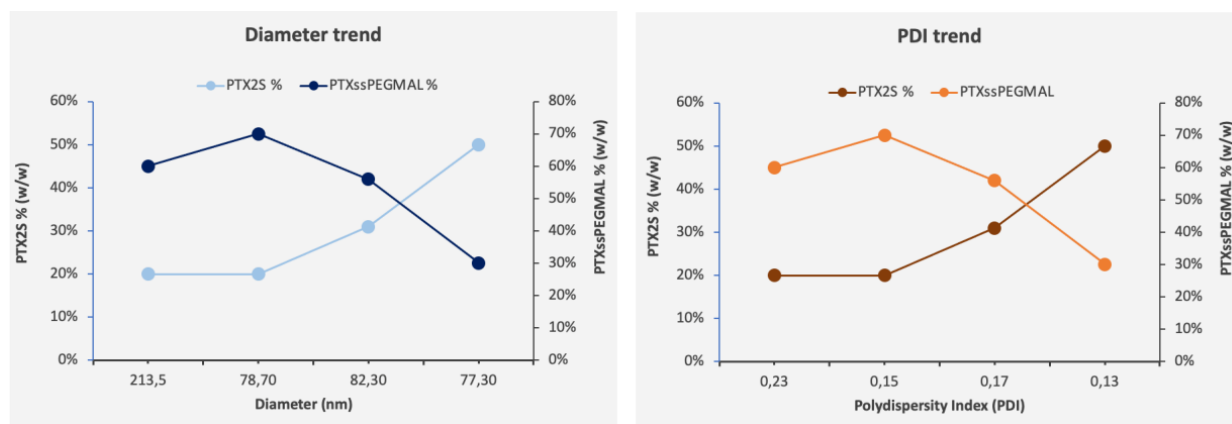 Diameter trend
PTX2S % PTXssPEGMAL %
60% 80%
50% 70%
40% 60%
30% 50%
20% 40%
10% 30%
0% 20%
10%
0%
PTX2S % (w/w)
PTXssPEGMAL % (w/w)
213,5 78,70 82,30 77,30
Diameter (nm)
PDI trend
PTX2S % PTXssPEGMAL
60% 80%
50% 70%
40% 60%
30% 50%
20% 40%
10% 30%
0% 20%
10%
0%
PTX2S % (w/w)
PTXssPEGMAL % (w/w)
0,23 0,15 0,17 0,13
Polydispersity Index (PDI)